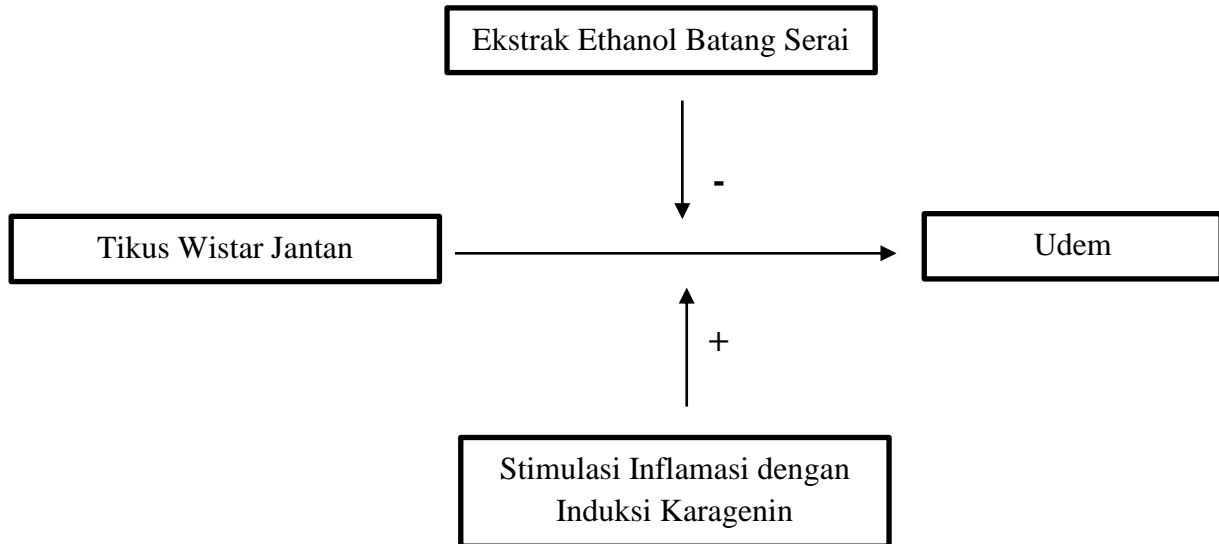 Ekstrak Ethanol Batang Serai
-
Tikus Wistar Jantan
Udem
+
Stimulasi Inflamasi dengan
Induksi Karagenin